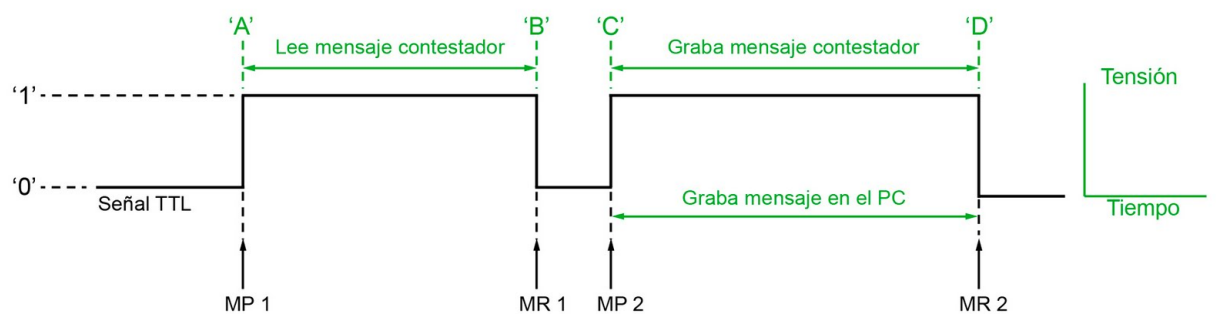 ‘A’
‘B’
‘C’
‘D’
Lee mensaje contestador
Graba mensaje contestador
Tensión
‘1’
‘0’
Señal TTL
Graba mensaje en el PC
Tiempo
MP 1
MR 1
MP 2
MR 2